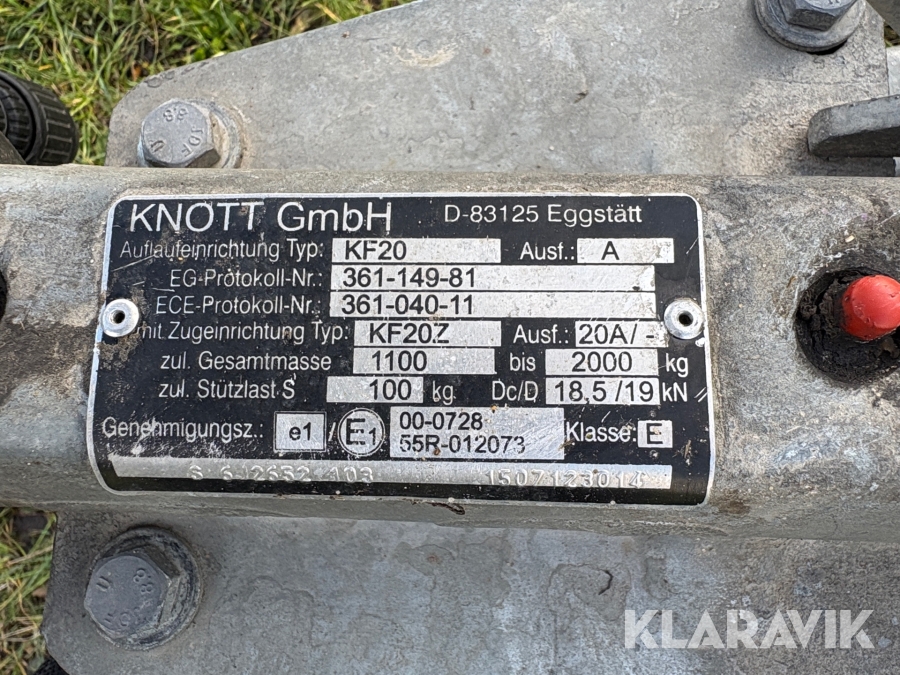 KNOTT GmbH D-83125 Eggstätt
Auflaufeinrichtung Typ: KF20 Ausf.: A
EG-Protokoll-Nr.: 361-149-81
ECE-Protokoll-Nr.: 361-040-11
mit Zugeinrichtung Typ: KF20Z Ausf.: 20A/-
zul. Gesamtmasse 1100 bis 2000 kg
zul. Stützlast S 100 kg Dc/D 18,5/19 kN
Genehmigungsz.: e1 / E1 00-0728 Klasse: E
55R-012073
1507123014
KLARAVIK